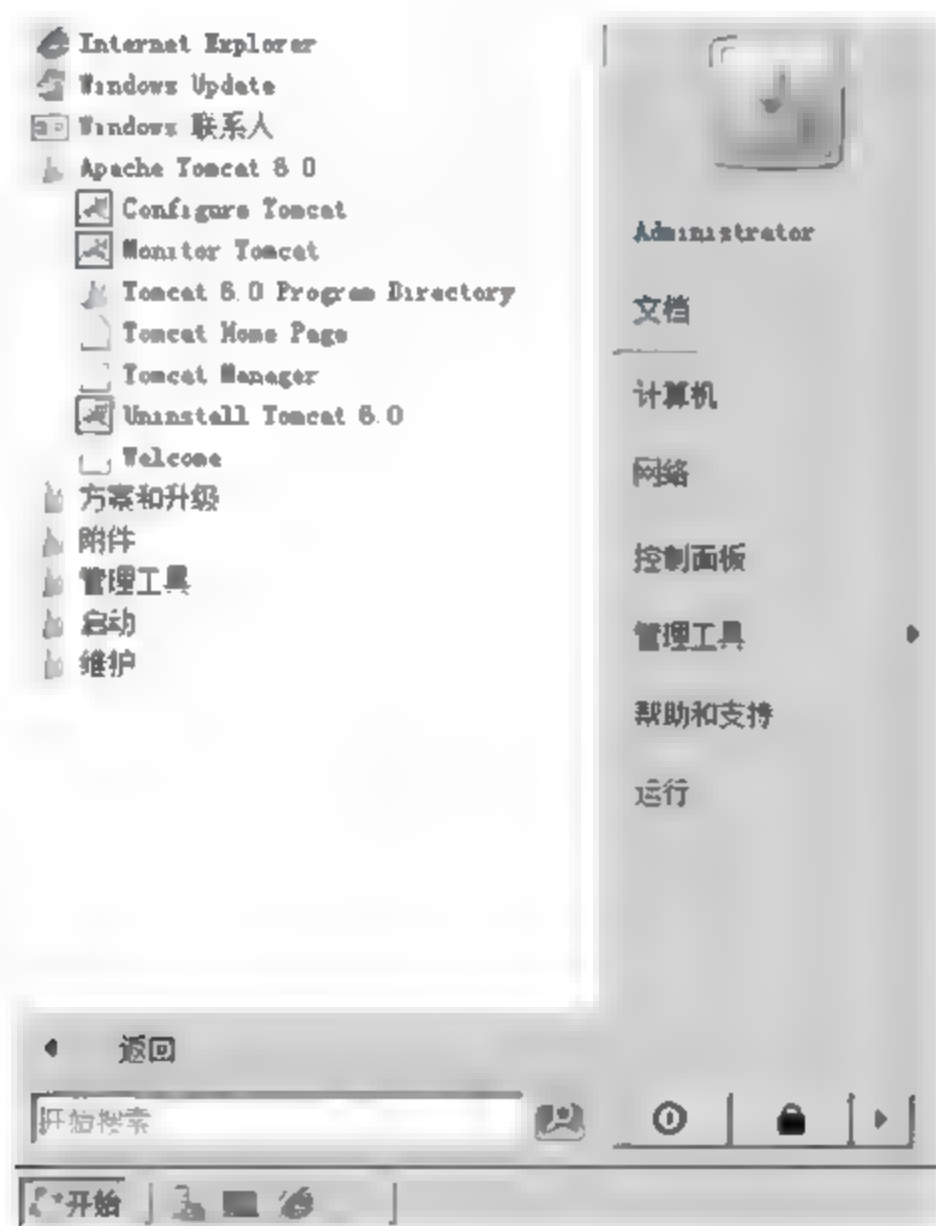 Internet Explorer
Windows Update
Windows 联系人
Apache Tomcat 6.0
Configure Tomcat
Monitor Tomcat
Tomcat 6.0 Program Directory
Tomcat Home Page
Tomcat Manager
Uninstall Tomcat 6.0
Welcome
方案和升级
附件
管理工具
启动
维护
返回
开始搜索
开始
Administrator
文档
计算机
网络
控制面板
管理工具
帮助和支持
运行